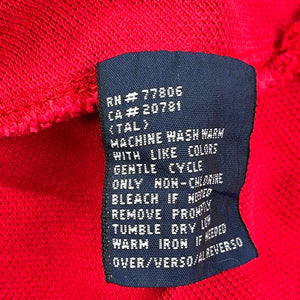 RN # 77806
CA # 20781
(TAL)
MACHINE WASH WARM
WITH LIKE COLORS
GENTLE CYCLE
ONLY NON-CHLORINE
BLEACH IF NEEDED
REMOVE PROMPTLY
TUMBLE DRY LOW
WARM IRON IF NEEDED
OVER/VERSO/ALREVERSO